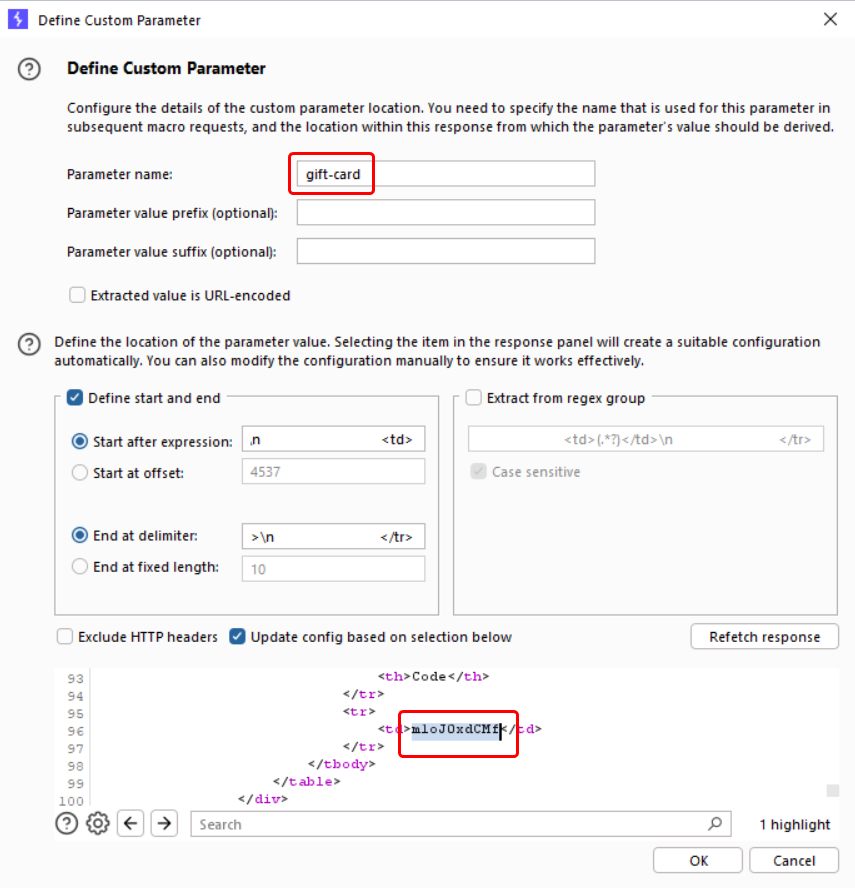 Define Custom Parameter
Define Custom Parameter
Configure the details of the custom parameter location. You need to specify the name that is used for this parameter in
subsequent macro requests, and the location within this response from which the parameter's value should be derived.
Parameter name: gift-card
Parameter value prefix (optional):
Parameter value suffix (optional):
Extracted value is URL-encoded
Define the location of the parameter value. Selecting the item in the response panel will create a suitable configuration
automatically. You can also modify the configuration manually to ensure it works effectively.
Define start and end
Start after expression: \n <td>
Start at offset: 4537
End at delimiter: >\n </tr>
End at fixed length: 10
Extract from regex group
<td>(.*?)</td>\n </tr>
Case sensitive
Exclude HTTP headers
Update config based on selection below
Refetch response
93 <th>Code</th>
94 </tr>
95 <tr>
96 <td>mloJOxdCMf</td>
97 </tr>
98 </tbody>
99 </table>
100 </div>
Search
1 highlight
OK
Cancel